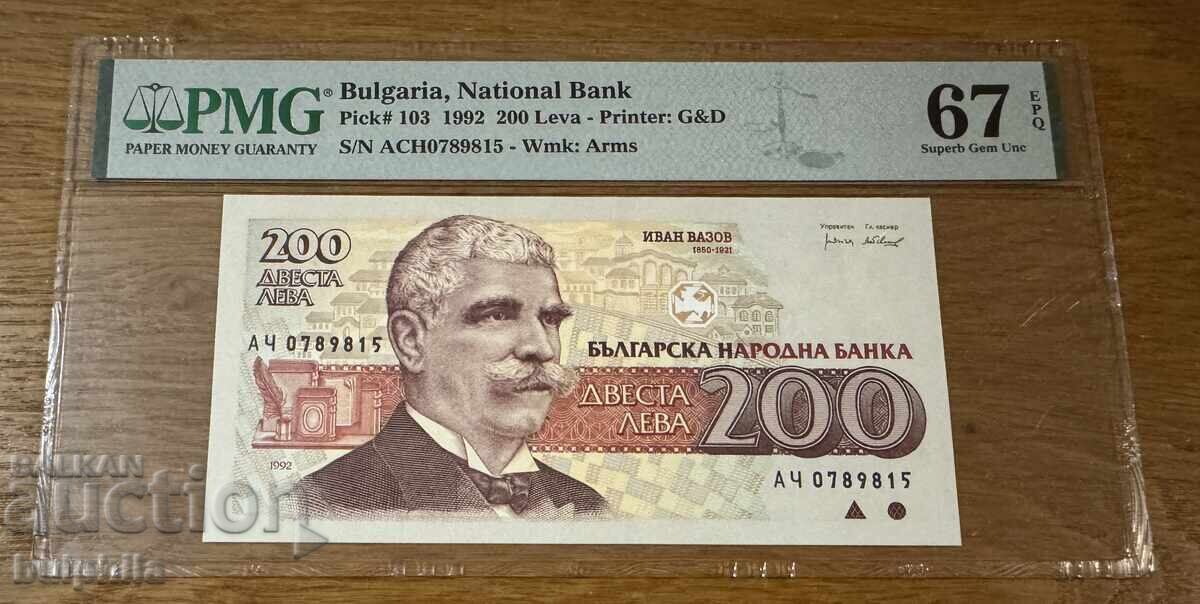 PMG®
PAPER MONEY GUARANTY
Bulgaria, National Bank
Pick# 103 1992 200 Leva - Printer: G&D
S/N ACH0789815 - Wmk: Arms
67 EPQ
Superb Gem Unc
200
ДВЕСТА
ЛЕВА
ИВАН ВАЗОВ
1850-1921
Управител Гл. касиер
АЧ 0789815
БЪЛГАРСКА НАРОДНА БАНКА
ДВЕСТА
ЛЕВА
200
1992
АЧ 0789815
BALKAN
auction
bulphila